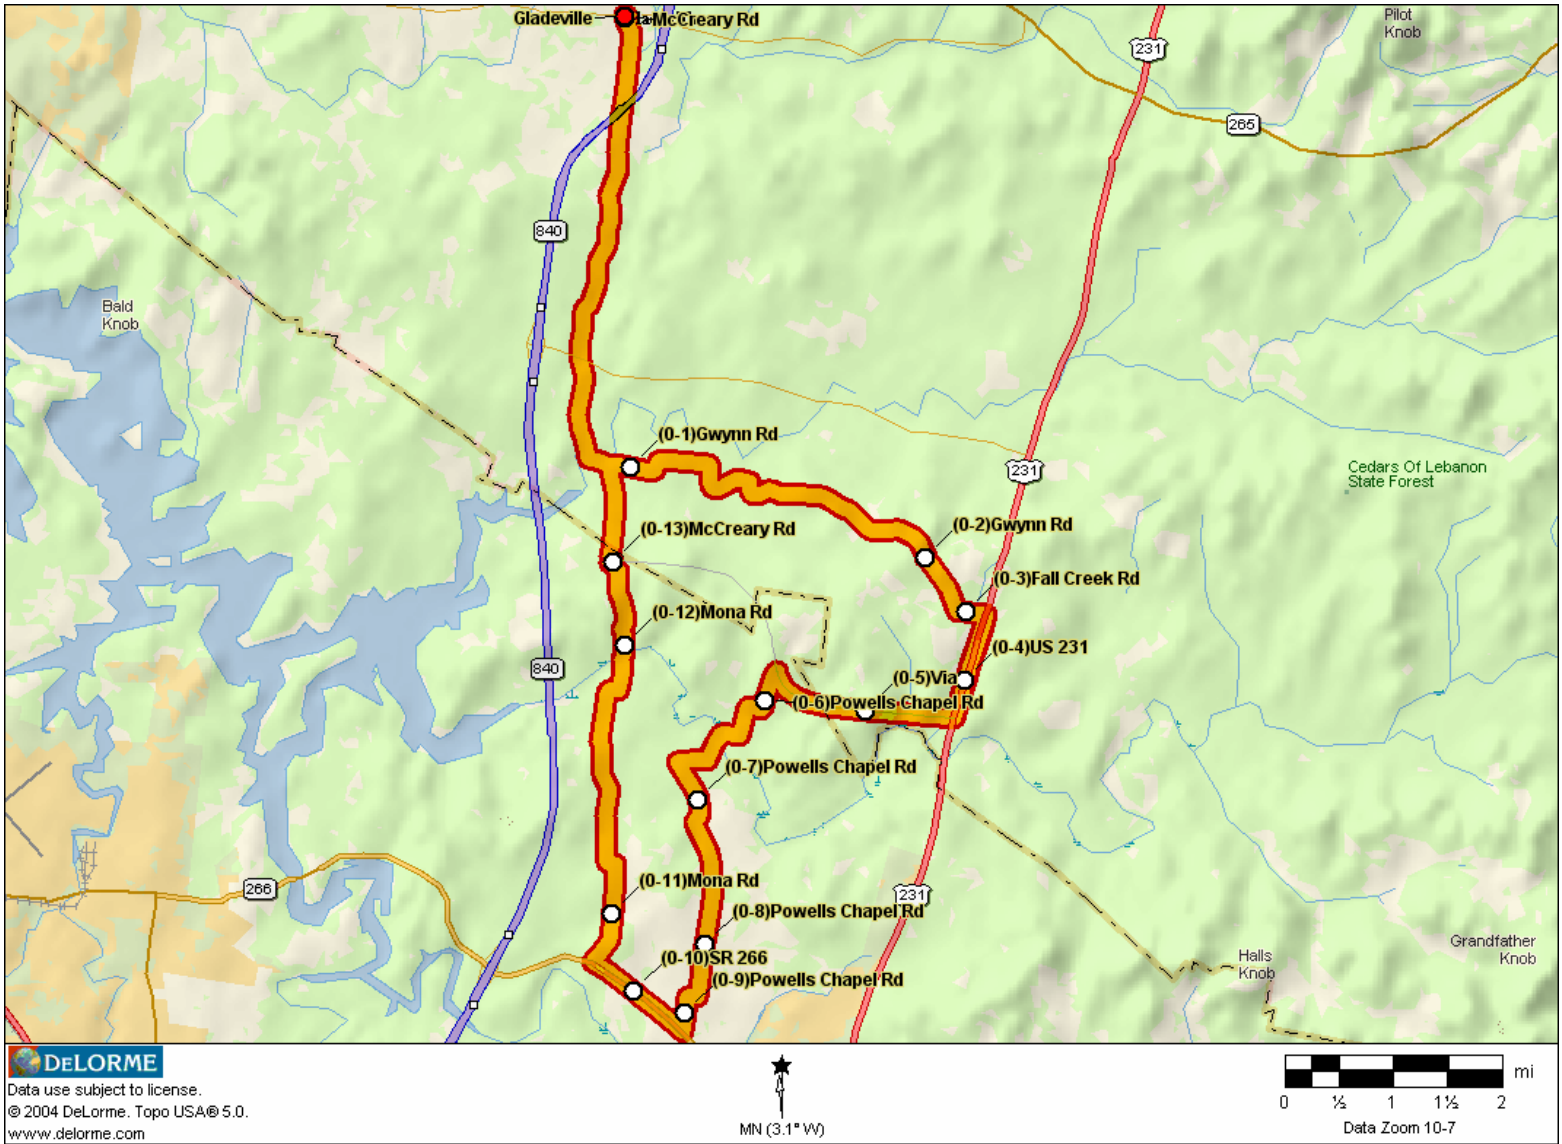 Gladeville
McCreary Rd
Pilot
Knob
231
265
840
Bald
Knob
(0-1)Gwynn Rd
231
Cedars Of Lebanon
State Forest
(0-13)McCreary Rd
(0-2)Gwynn Rd
(0-3)Fall Creek Rd
(0-12)Mona Rd
(0-4)US 231
840
(0-5)Via
(0-6)Powells Chapel Rd
(0-7)Powells Chapel Rd
266
(0-11)Mona Rd
231
(0-8)Powells Chapel Rd
Grandfather
Knob
Halls
Knob
(0-10)SR 266
(0-9)Powells Chapel Rd
DELORME
Data use subject to license.
© 2004 DeLorme. Topo USA® 5.0.
www.delorme.com
MN (3.1° W)
mi
0 ½ 1 1½ 2
Data Zoom 10-7